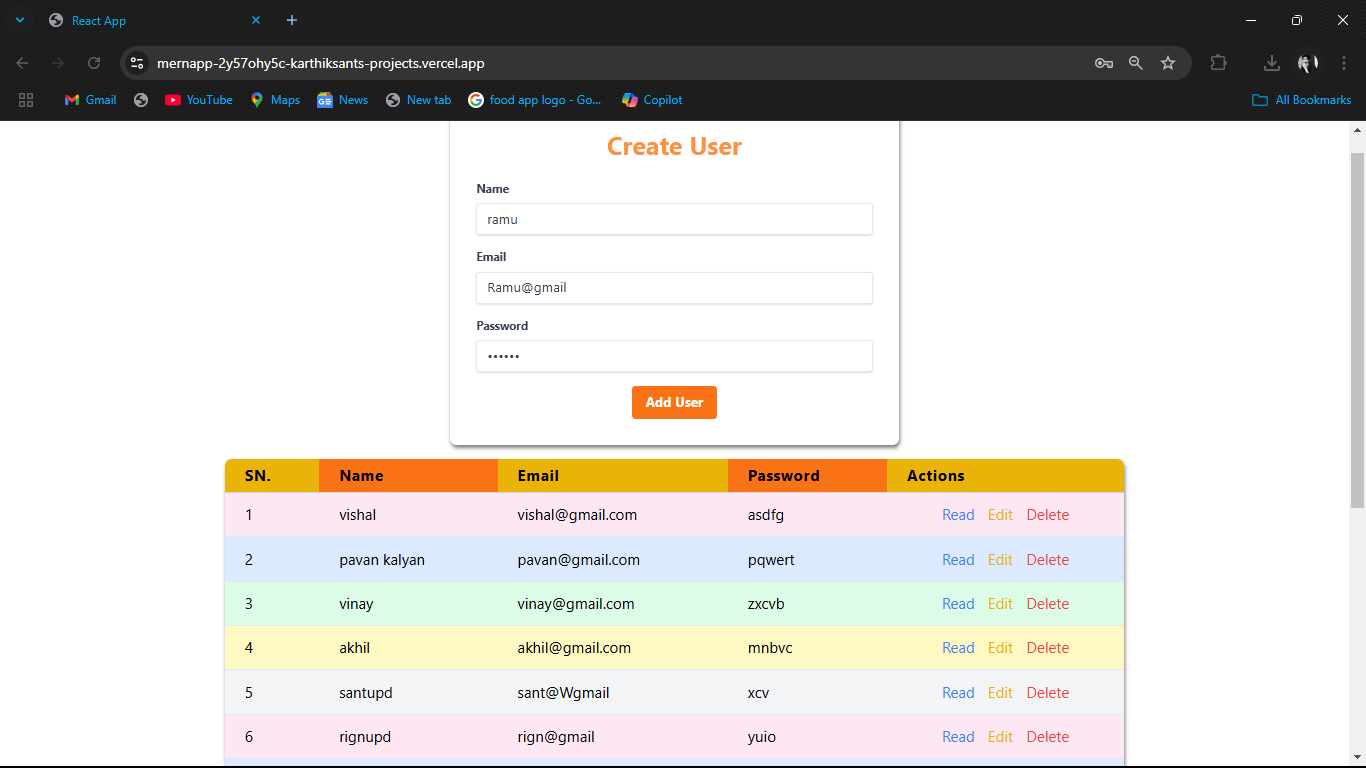 React App
mernapp-2y57ohy5c-karthiksants-projects.vercel.app
Gmail YouTube Maps News New tab food app logo - Go... Copilot All Bookmarks
Create User
Name
ramu
Email
Ramu@gmail
Password
••••••
Add User
SN. Name Email Password Actions
1 vishal vishal@gmail.com asdfg Read Edit Delete
2 pavan kalyan pavan@gmail.com pqwert Read Edit Delete
3 vinay vinay@gmail.com zxcvb Read Edit Delete
4 akhil akhil@gmail.com mnbvc Read Edit Delete
5 santupd sant@Wgmail xcv Read Edit Delete
6 rignupd rign@gmail yuio Read Edit Delete